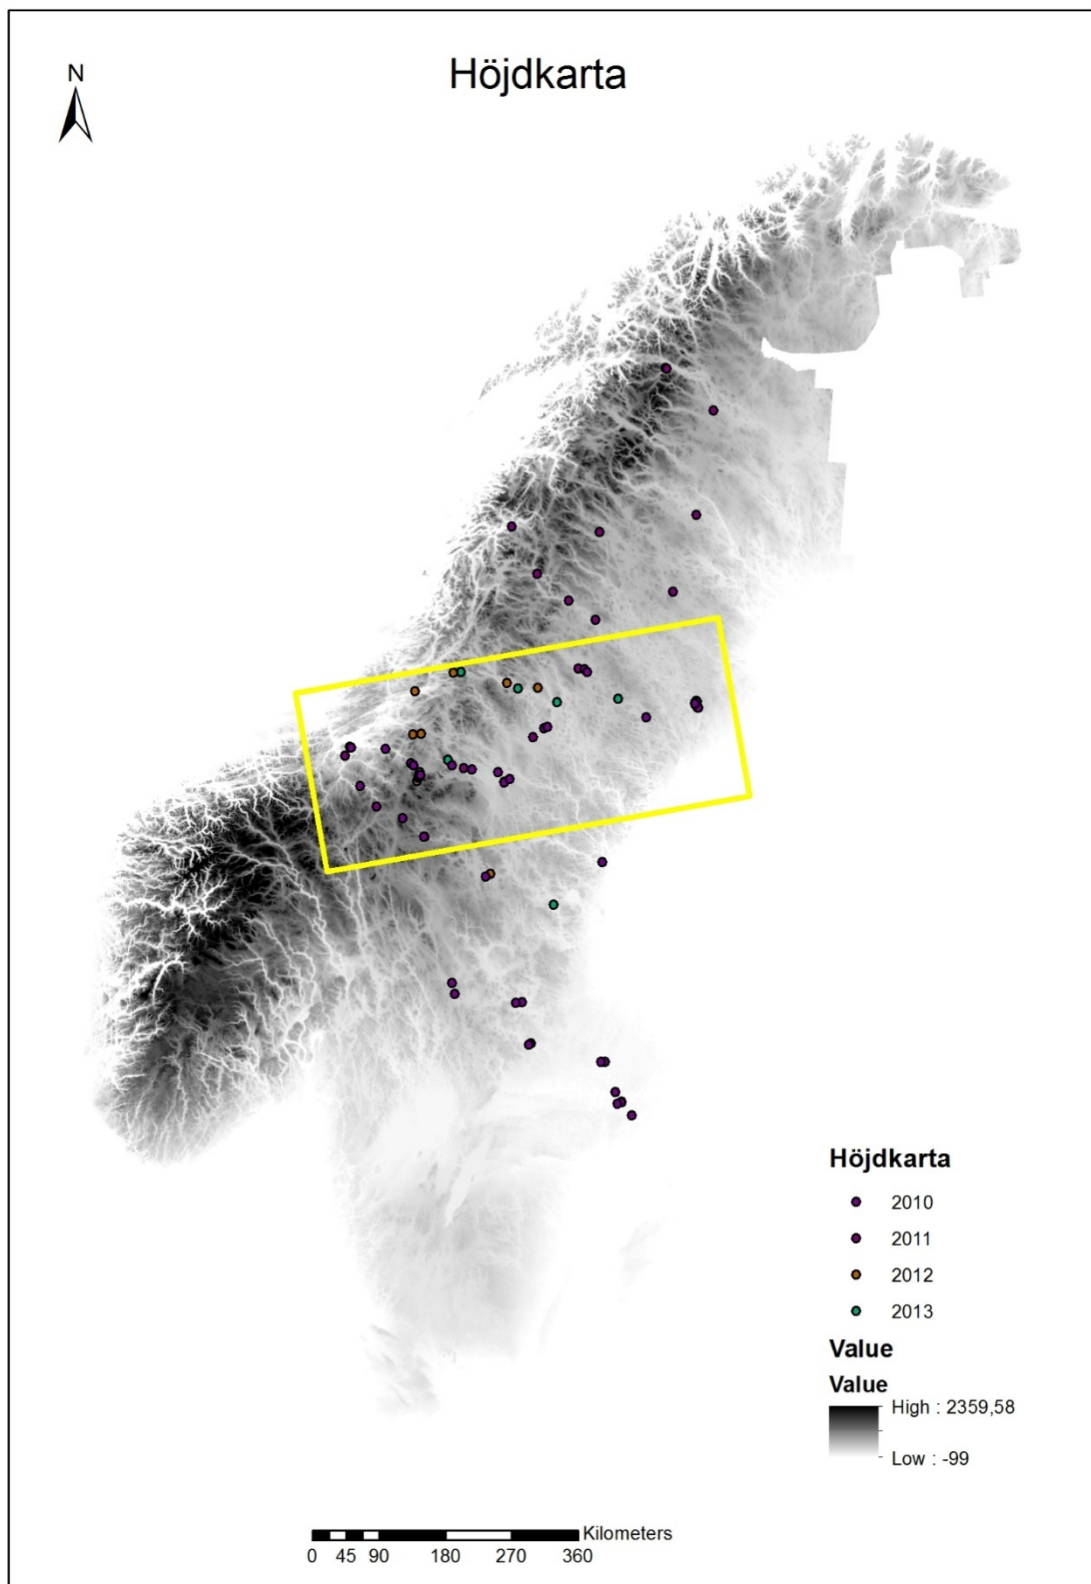 Höjdkarta
N
Höjdkarta
2010
2011
2012
2013
Value
Value
High : 2359,58
Low : -99
Kilometers
0 45 90 180 270 360